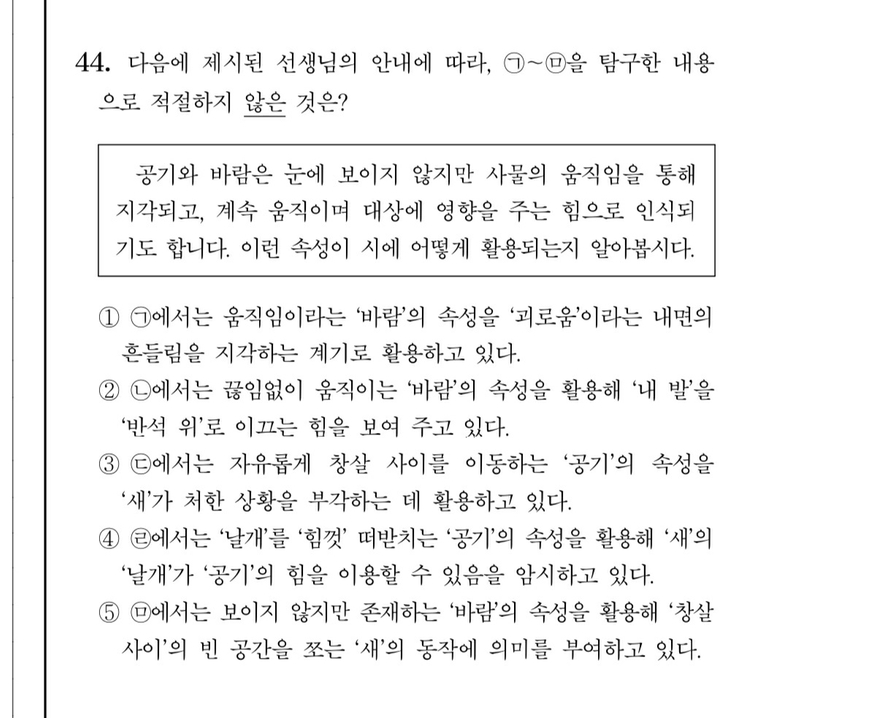 44. 다음에 제시된 선생님의 안내에 따라, ㉠~㉤을 탐구한 내용
으로 적절하지 않은 것은?
공기와 바람은 눈에 보이지 않지만 사물의 움직임을 통해
지각되고, 계속 움직이며 대상에 영향을 주는 힘으로 인식되
기도 합니다. 이런 속성이 시에 어떻게 활용되는지 알아봅시다.
① ㉠에서는 움직임이라는 ‘바람’의 속성을 ‘괴로움’이라는 내면의
흔들림을 지각하는 계기로 활용하고 있다.
② ㉡에서는 끊임없이 움직이는 ‘바람’의 속성을 활용해 ‘내 발’을
‘반석 위’로 이끄는 힘을 보여 주고 있다.
③ ㉢에서는 자유롭게 창살 사이를 이동하는 ‘공기’의 속성을
‘새’가 처한 상황을 부각하는 데 활용하고 있다.
④ ㉣에서는 ‘날개’를 ‘힘껏’ 떠받치는 ‘공기’의 속성을 활용해 ‘새’의
‘날개’가 ‘공기’의 힘을 이용할 수 있음을 암시하고 있다.
⑤ ㉤에서는 보이지 않지만 존재하는 ‘바람’의 속성을 활용해 ‘창살
사이’의 빈 공간을 쪼는 ‘새’의 동작에 의미를 부여하고 있다.